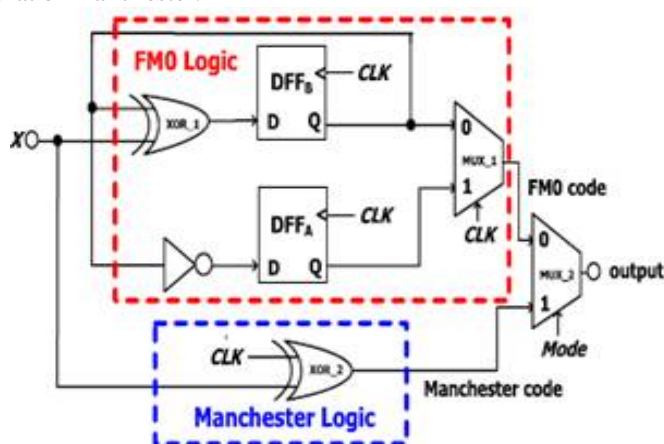 FM0 Logic
DFFB
CLK
D
Q
X
XOR_1
0
MUX_1
1
CLK
DFFA
CLK
D
Q
FM0 code
0
MUX_2
output
1
Mode
CLK
XOR_2
Manchester code
Manchester Logic